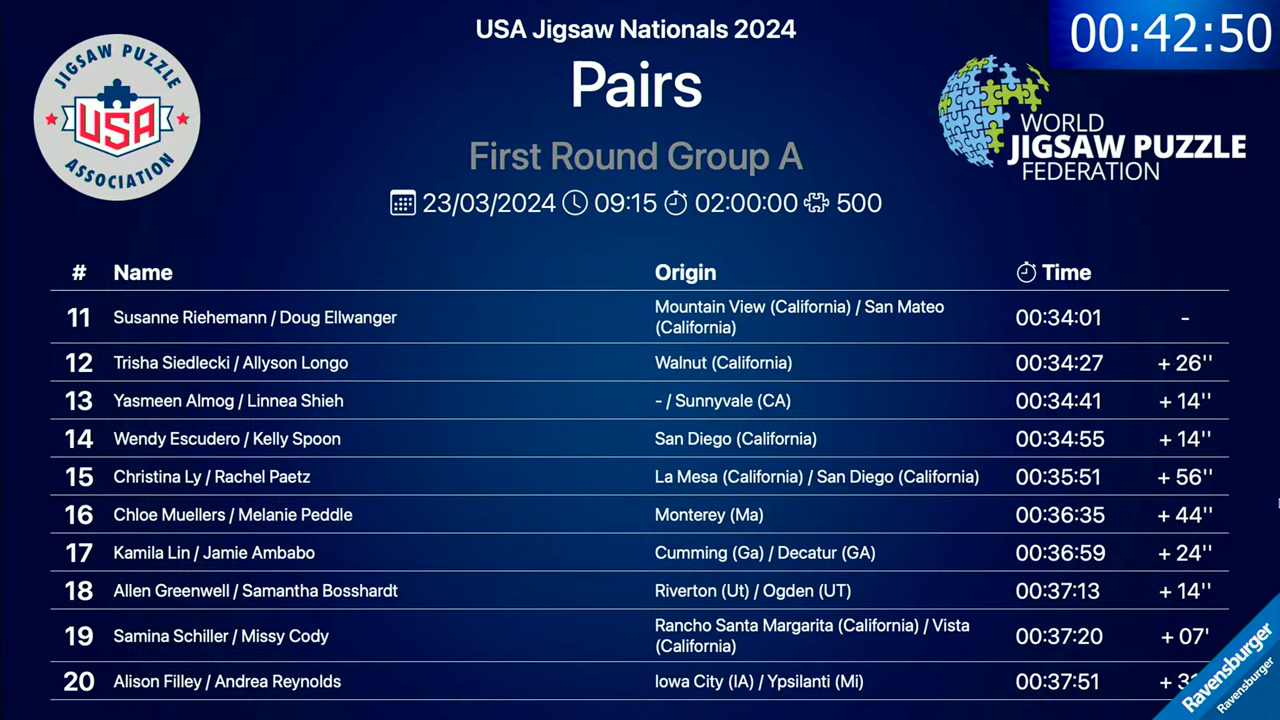 USA Jigsaw Nationals 2024
00:42:50
Pairs
JIGSAW PUZZLE
USA
ASSOCIATION
WORLD
JIGSAW PUZZLE
FEDERATION
First Round Group A
23/03/2024 09:15 02:00:00 500
# Name Origin Time
11 Susanne Riehemann / Doug Ellwanger Mountain View (California) / San Mateo
(California) 00:34:01 -
12 Trisha Siedlecki / Allyson Longo Walnut (California) 00:34:27 + 26''
13 Yasmeen Almog / Linnea Shieh - / Sunnyvale (CA) 00:34:41 + 14''
14 Wendy Escudero / Kelly Spoon San Diego (California) 00:34:55 + 14''
15 Christina Ly / Rachel Paetz La Mesa (California) / San Diego (California) 00:35:51 + 56''
16 Chloe Muellers / Melanie Peddle Monterey (Ma) 00:36:35 + 44''
17 Kamila Lin / Jamie Ambabo Cumming (Ga) / Decatur (GA) 00:36:59 + 24''
18 Allen Greenwell / Samantha Bosshardt Riverton (Ut) / Ogden (UT) 00:37:13 + 14''
19 Samina Schiller / Missy Cody Rancho Santa Margarita (California) / Vista
(California) 00:37:20 + 07'
20 Alison Filley / Andrea Reynolds Iowa City (IA) / Ypsilanti (Mi) 00:37:51
Ravensburger
Ravensburger